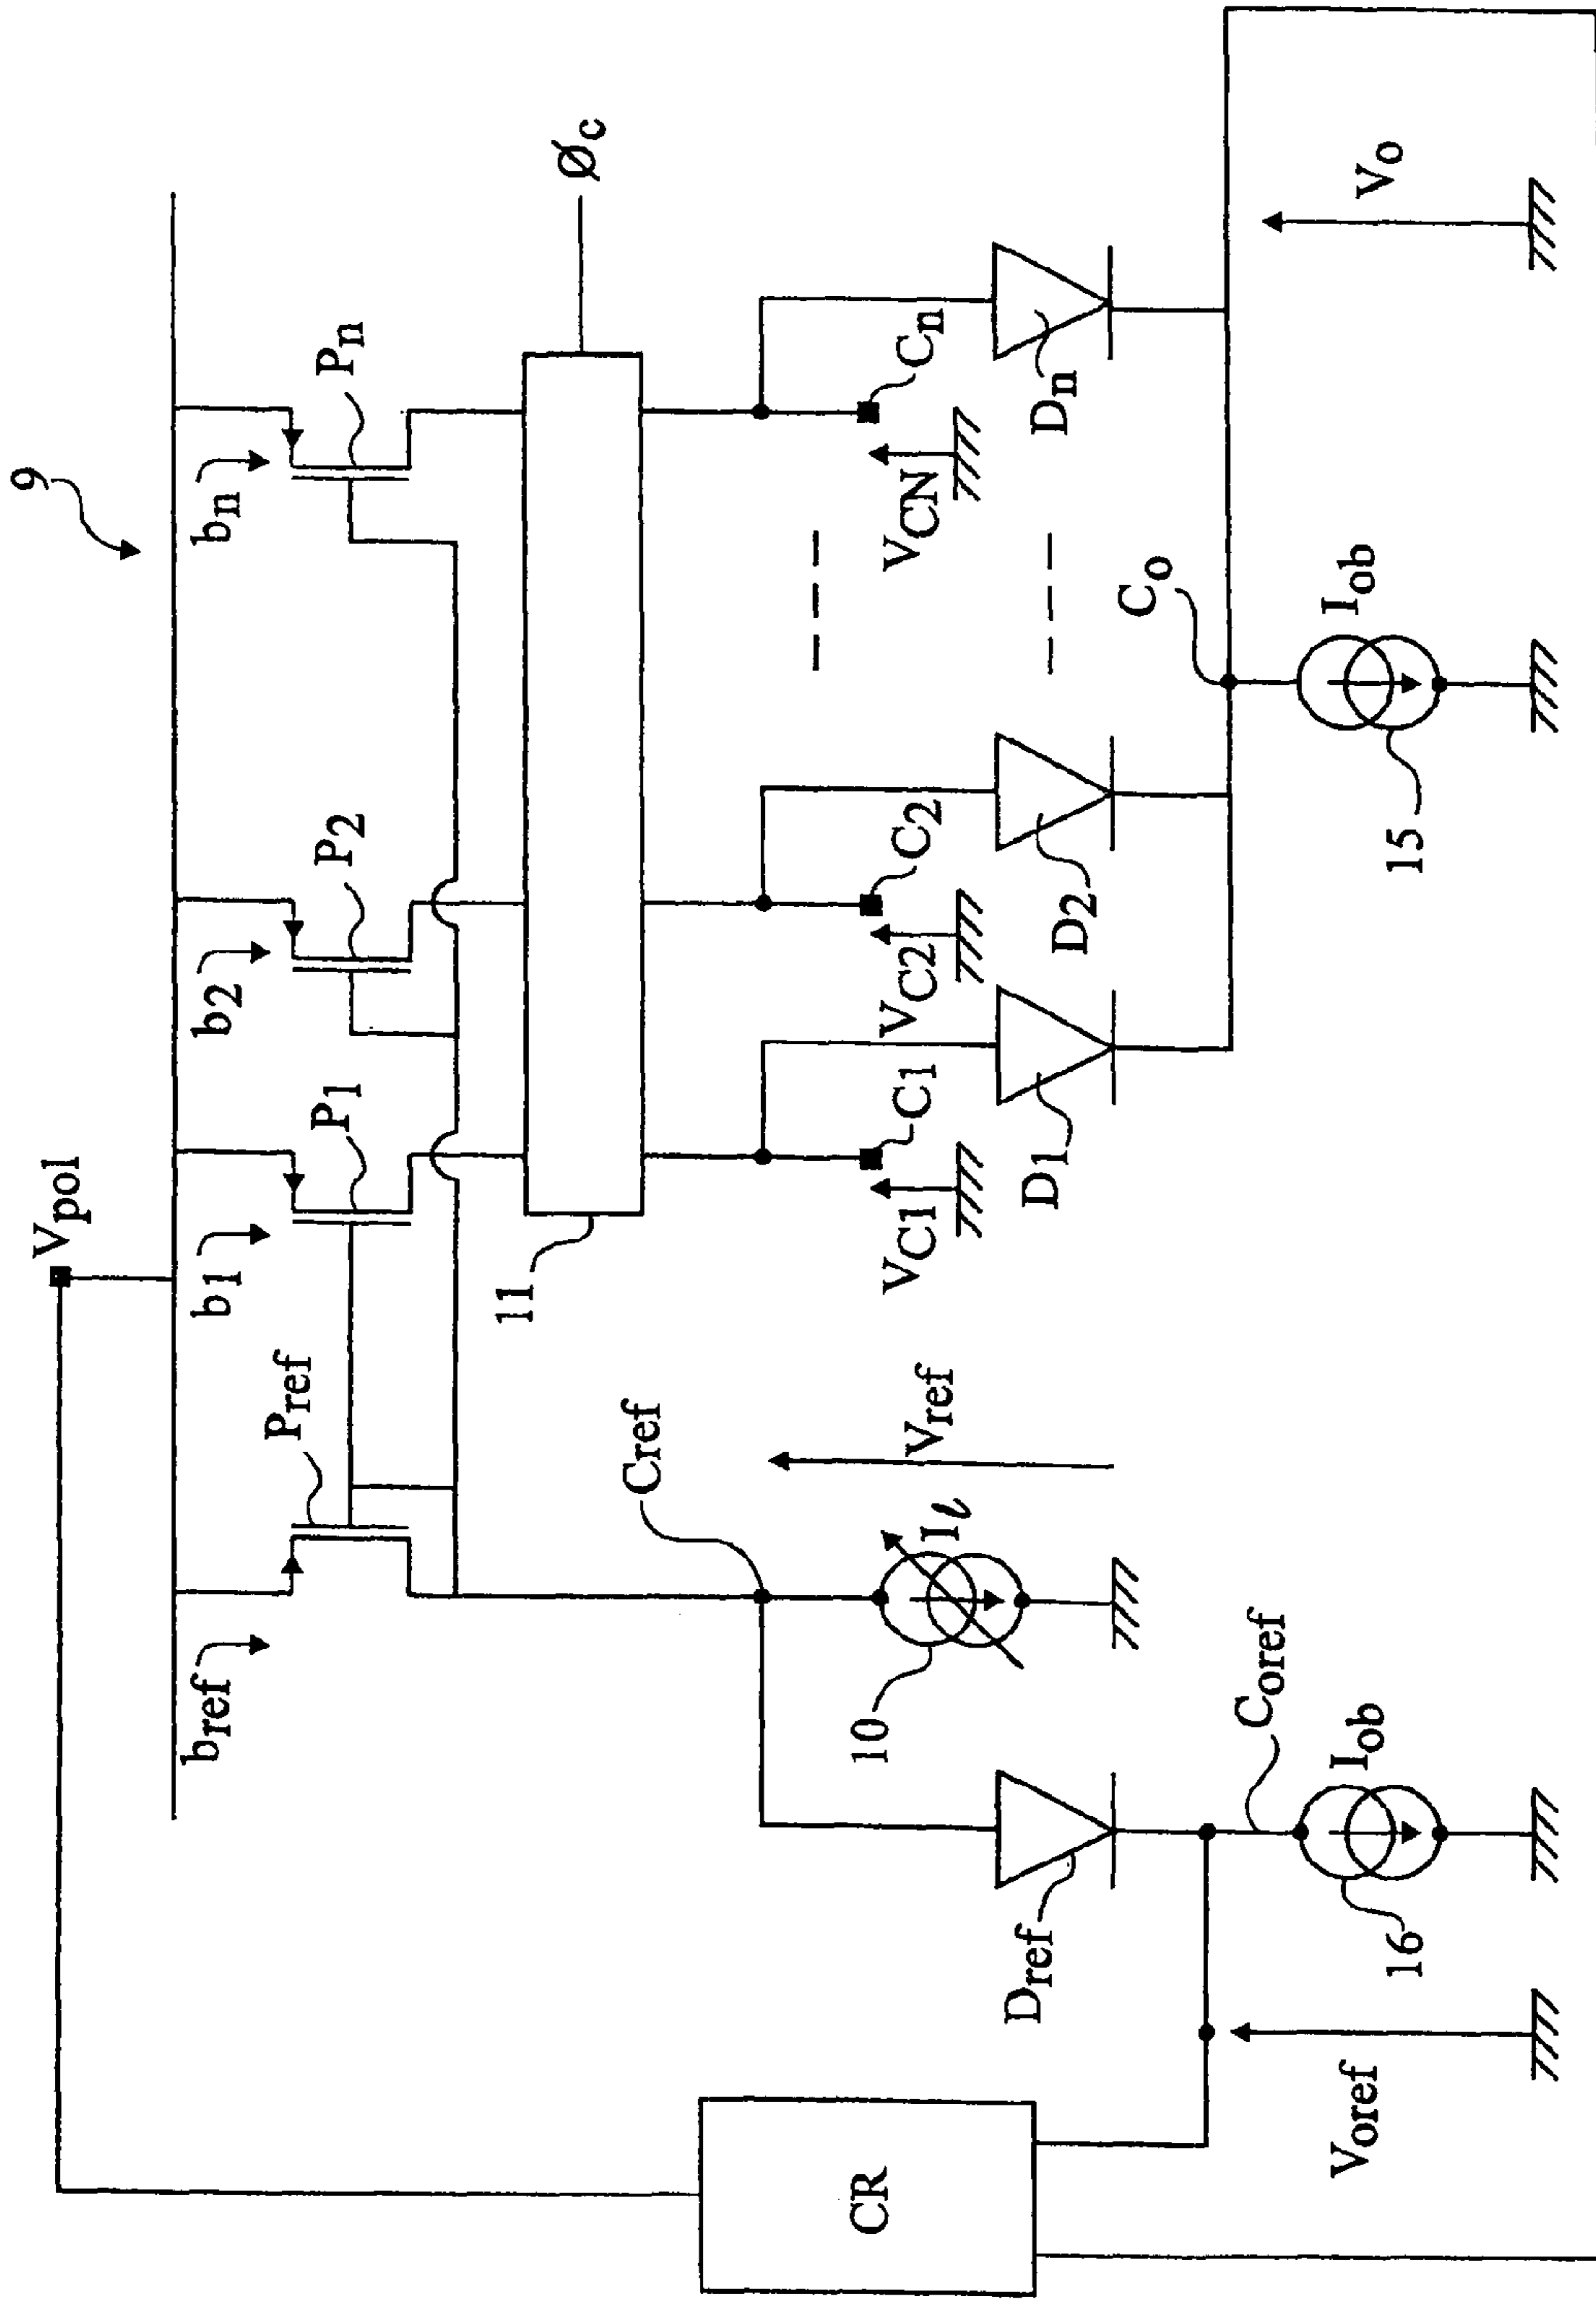 9
Vpol
bref
b1
b2
bn
Pref
P1
P2
Pn
11
Øc
Cref
Vref
10
Iℓ
VC1
C1
VC2
C2
VCN
Cn
Dref
D1
D2
Dn
CR
Coref
Voref
16
Iob
Co
15
Iob
Vo